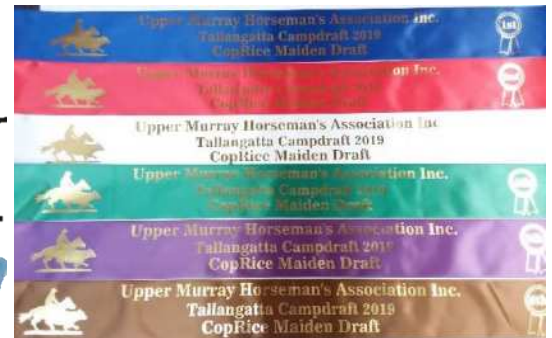 Upper Murray Horseman's Association Inc.
Tallangatta Campdraft 2019
CopRice Maiden Draft
1st
Upper Murray Horseman's Association Inc.
Tallangatta Campdraft 2019
CopRice Maiden Draft
Upper Murray Horseman's Association Inc
Tallangatta Campdraft 2019
CopRice Maiden Draft
Upper Murray Horseman's Association Inc.
Tallangatta Campdraft 2019
CopRice Maiden Draft
Upper Murray Horseman's Association Inc.
Tallangatta Campdraft 2019
CopRice Maiden Draft
Upper Murray Horseman's Association Inc.
Tallangatta Campdraft 2019
CopRice Maiden Draft